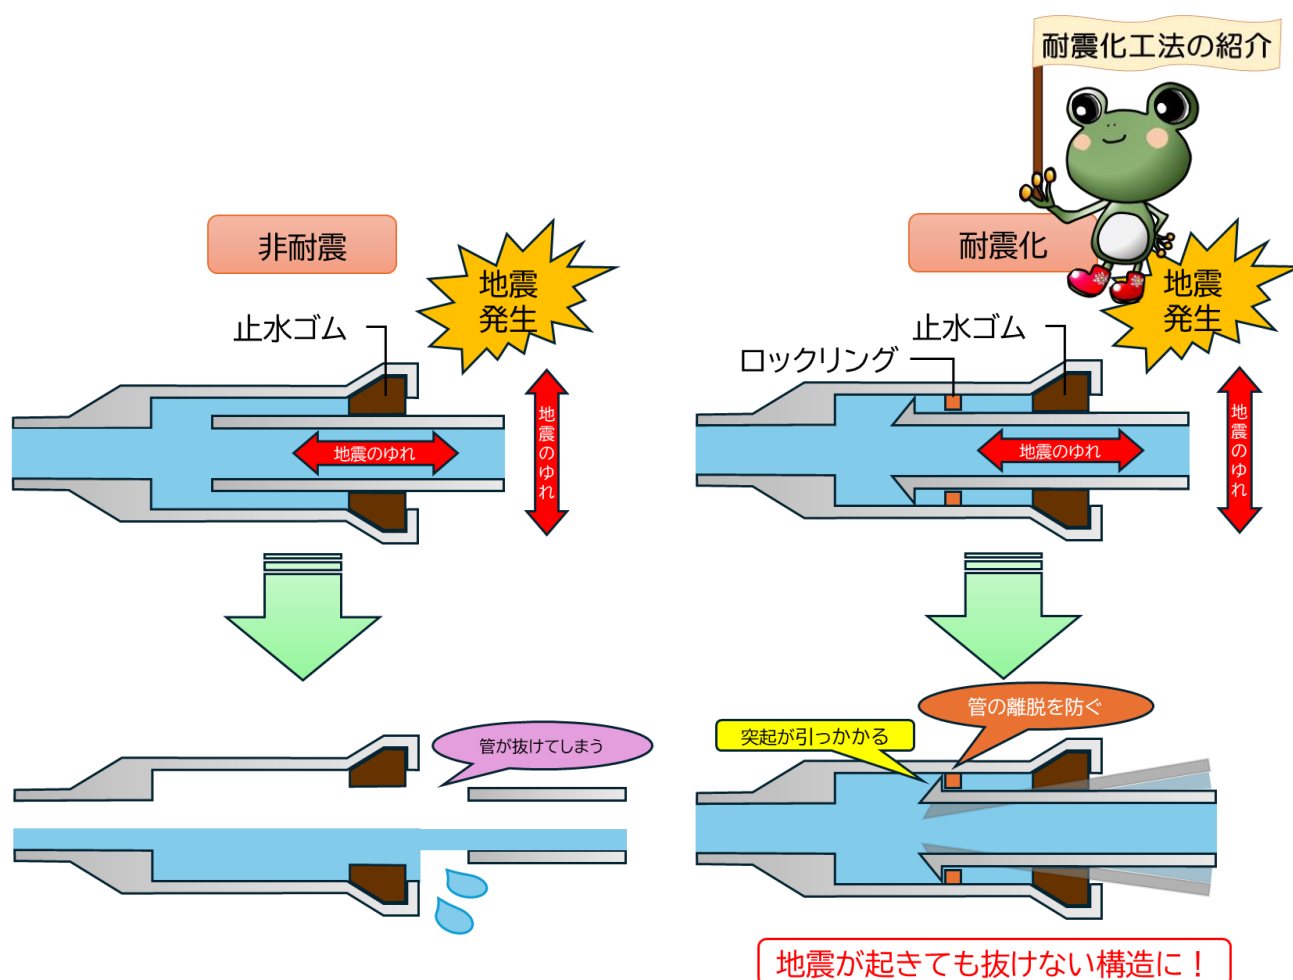 耐震化工法の紹介
非耐震
地震
発生
止水ゴム
地震のゆれ
地震のゆれ
管が抜けてしまう
耐震化
地震
発生
止水ゴム
ロックリング
地震のゆれ
地震のゆれ
管の離脱を防ぐ
突起が引っかかる
地震が起きても抜けない構造に！